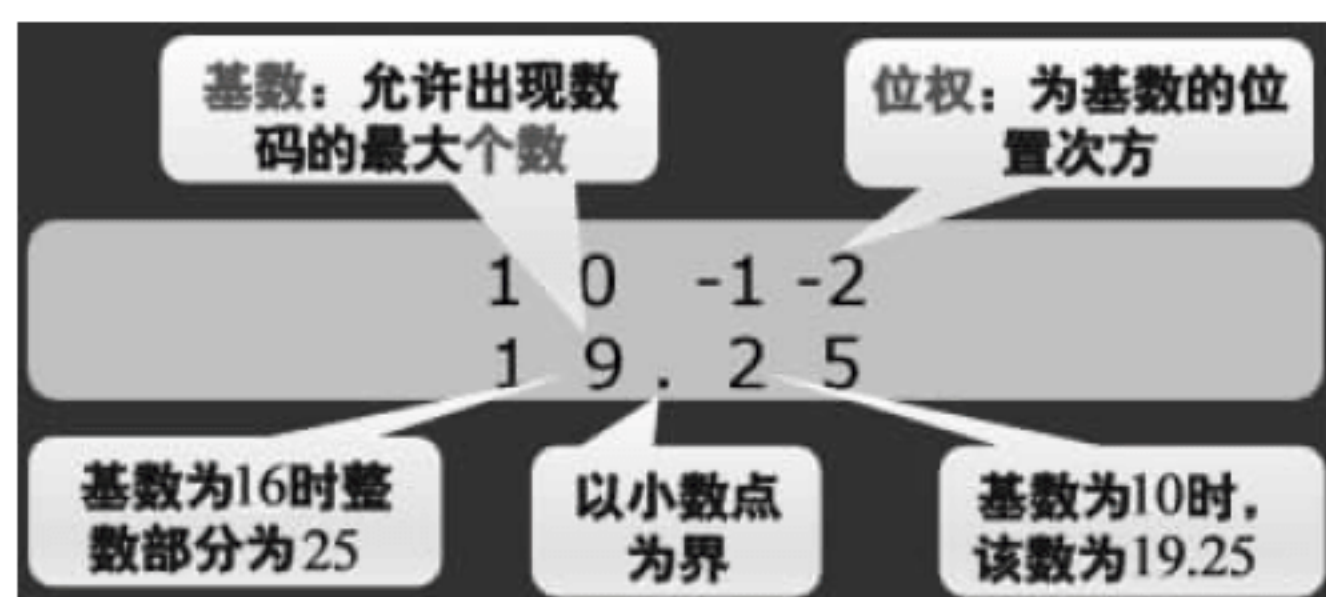 基数：允许出现数
码的最大个数
位权：为基数的位
置次方
1 0 -1 -2
1 9 . 2 5
基数为16时整
数部分为25
以小数点
为界
基数为10时，
该数为19.25